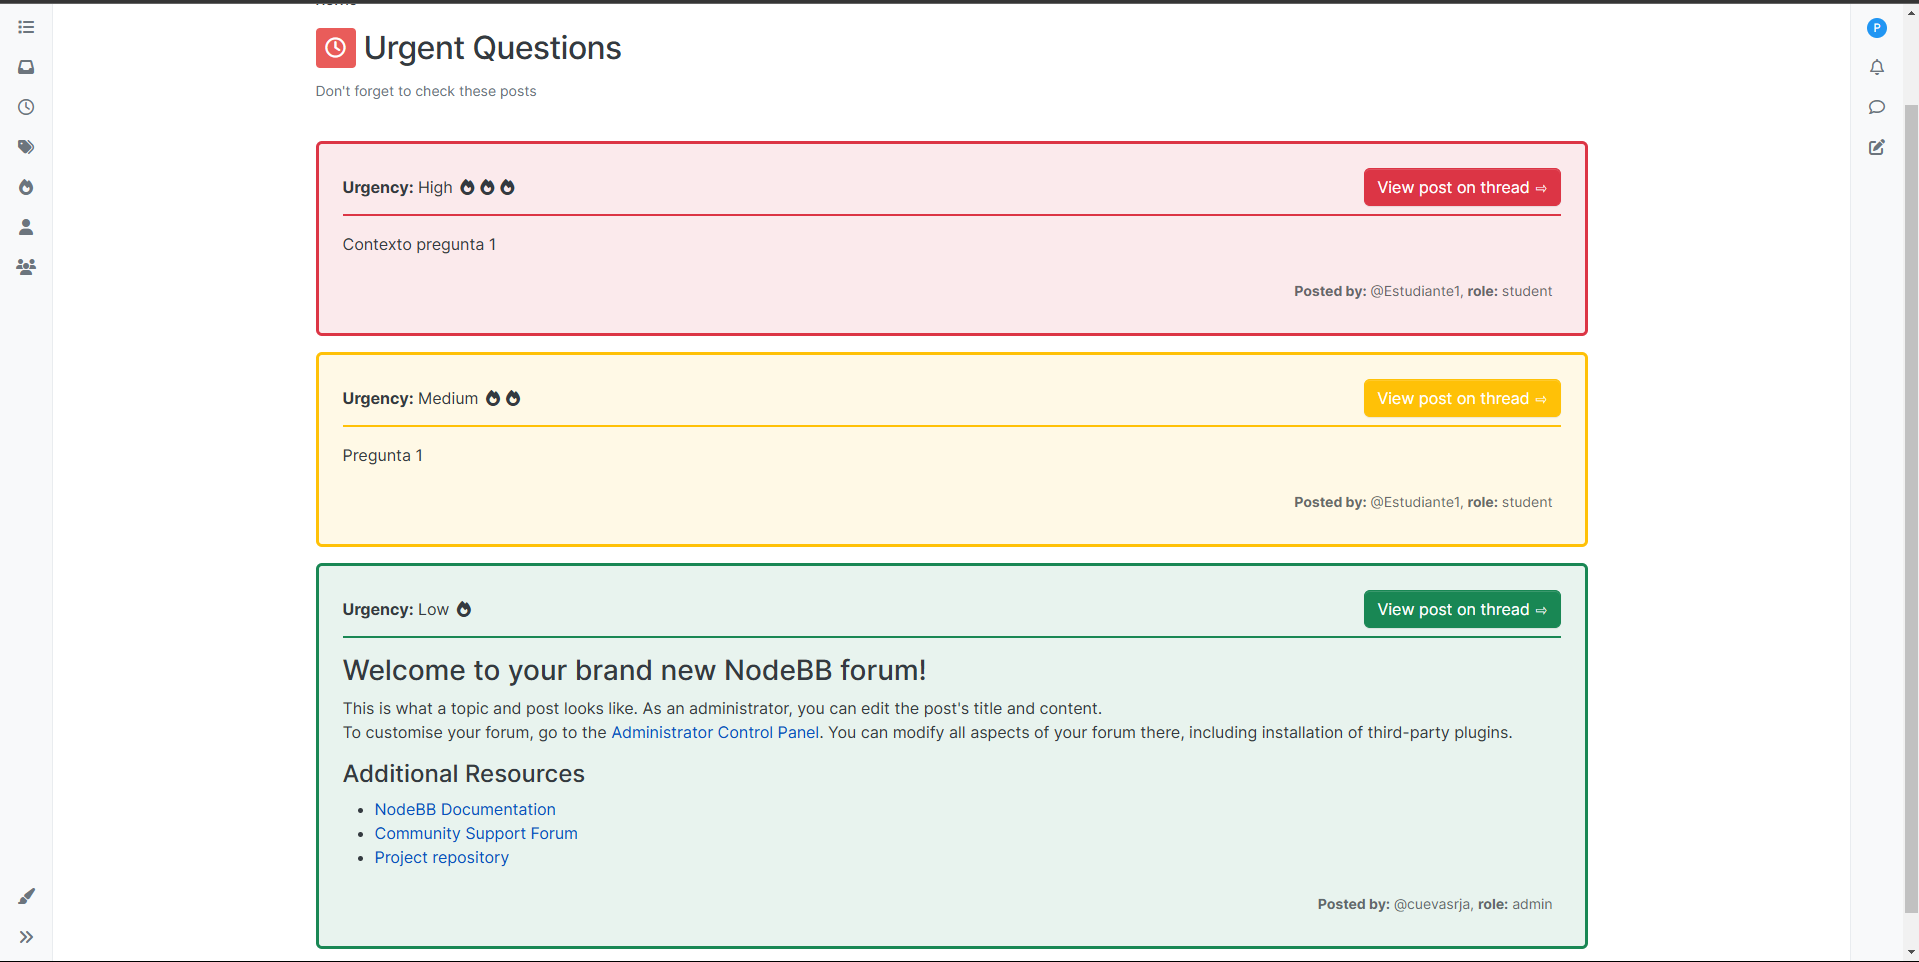 Urgent Questions
Don't forget to check these posts
P
Urgency: High
View post on thread ⇨
Contexto pregunta 1
Posted by: @Estudiante1, role: student
Urgency: Medium
View post on thread ⇨
Pregunta 1
Posted by: @Estudiante1, role: student
Urgency: Low
View post on thread ⇨
Welcome to your brand new NodeBB forum!
This is what a topic and post looks like. As an administrator, you can edit the post's title and content.
To customise your forum, go to the Administrator Control Panel. You can modify all aspects of your forum there, including installation of third-party plugins.
Additional Resources
• NodeBB Documentation
• Community Support Forum
• Project repository
Posted by: @cuevasrja, role: admin